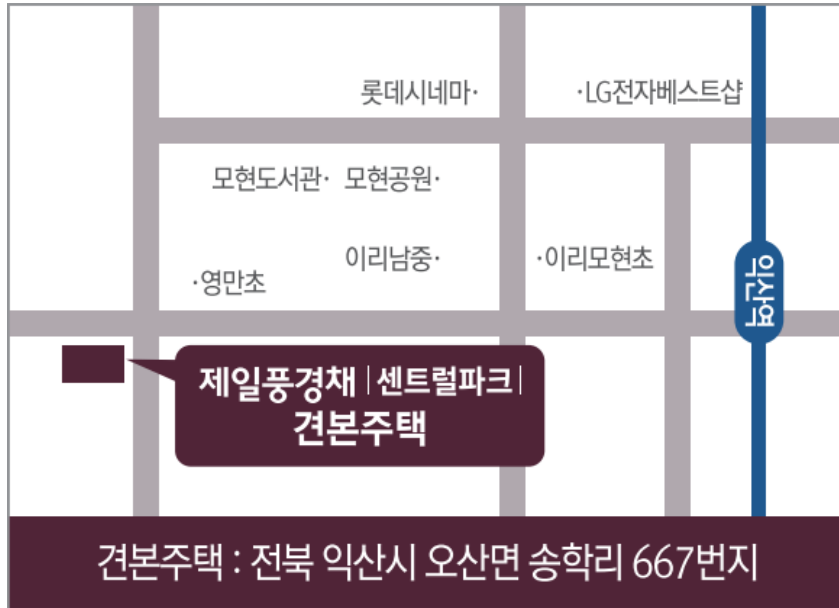 롯데시네마·
·LG전자베스트샵
모현도서관·
모현공원·
이리남중·
·이리모현초
·영만초
익산역
제일풍경채 |센트럴파크|
견본주택
견본주택 : 전북 익산시 오산면 송학리 667번지